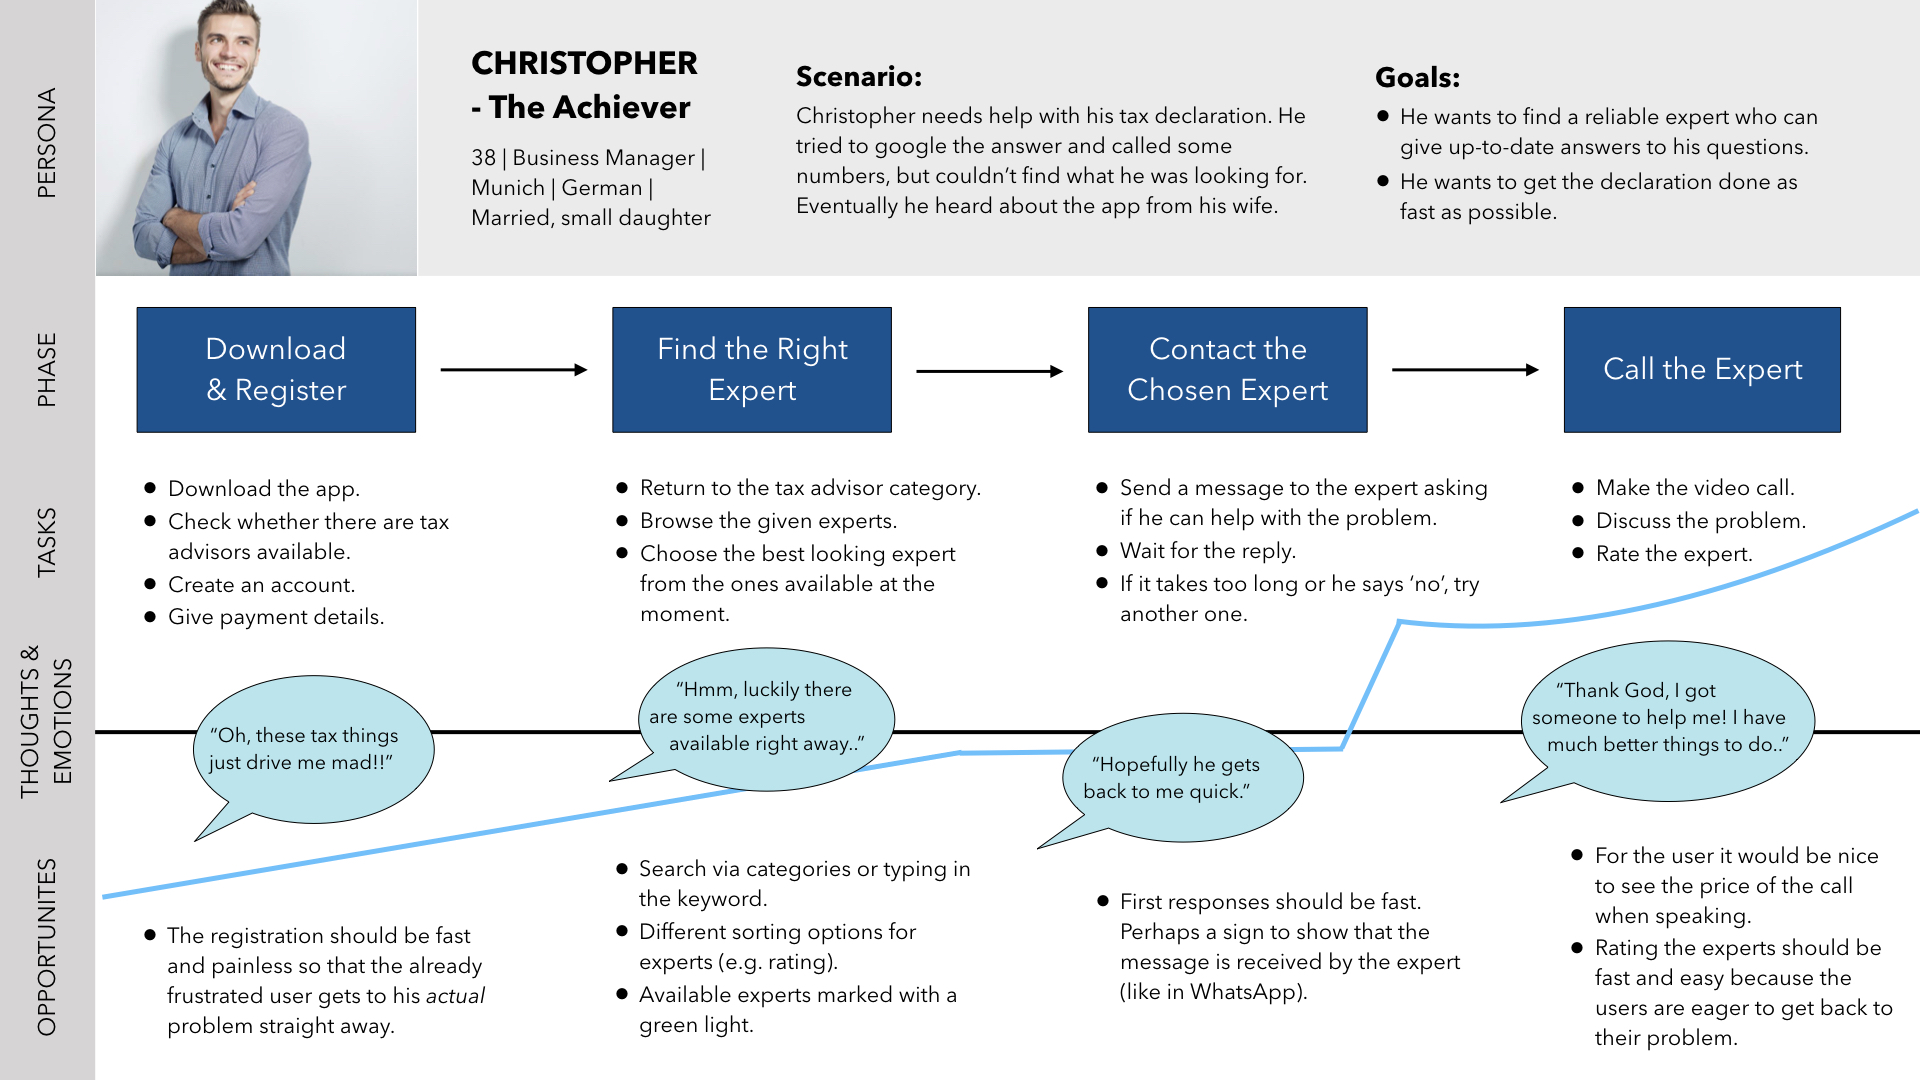 PERSONA
CHRISTOPHER
- The Achiever
38 | Business Manager |
Munich | German |
Married, small daughter
Scenario:
Christopher needs help with his tax declaration. He
tried to google the answer and called some
numbers, but couldn’t find what he was looking for.
Eventually he heard about the app from his wife.
Goals:
● He wants to find a reliable expert who can
give up-to-date answers to his questions.
● He wants to get the declaration done as
fast as possible.
PHASE
Download
& Register
Find the Right
Expert
Contact the
Chosen Expert
Call the Expert
TASKS
● Download the app.
● Check whether there are tax
advisors available.
● Create an account.
● Give payment details.
● Return to the tax advisor category.
● Browse the given experts.
● Choose the best looking expert
from the ones available at the
moment.
● Send a message to the expert asking
if he can help with the problem.
● Wait for the reply.
● If it takes too long or he says ‘no’, try
another one.
● Make the video call.
● Discuss the problem.
● Rate the expert.
THOUGHTS &
EMOTIONS
“Oh, these tax things
just drive me mad!!”
“Hmm, luckily there
are some experts
available right away..”
“Hopefully he gets
back to me quick.”
“Thank God, I got
someone to help me! I have
much better things to do..”
OPPORTUNITES
● The registration should be fast
and painless so that the already
frustrated user gets to his actual
problem straight away.
● Search via categories or typing in
the keyword.
● Different sorting options for
experts (e.g. rating).
● Available experts marked with a
green light.
● First responses should be fast.
Perhaps a sign to show that the
message is received by the expert
(like in WhatsApp).
● For the user it would be nice
to see the price of the call
when speaking.
● Rating the experts should be
fast and easy because the
users are eager to get back to
their problem.